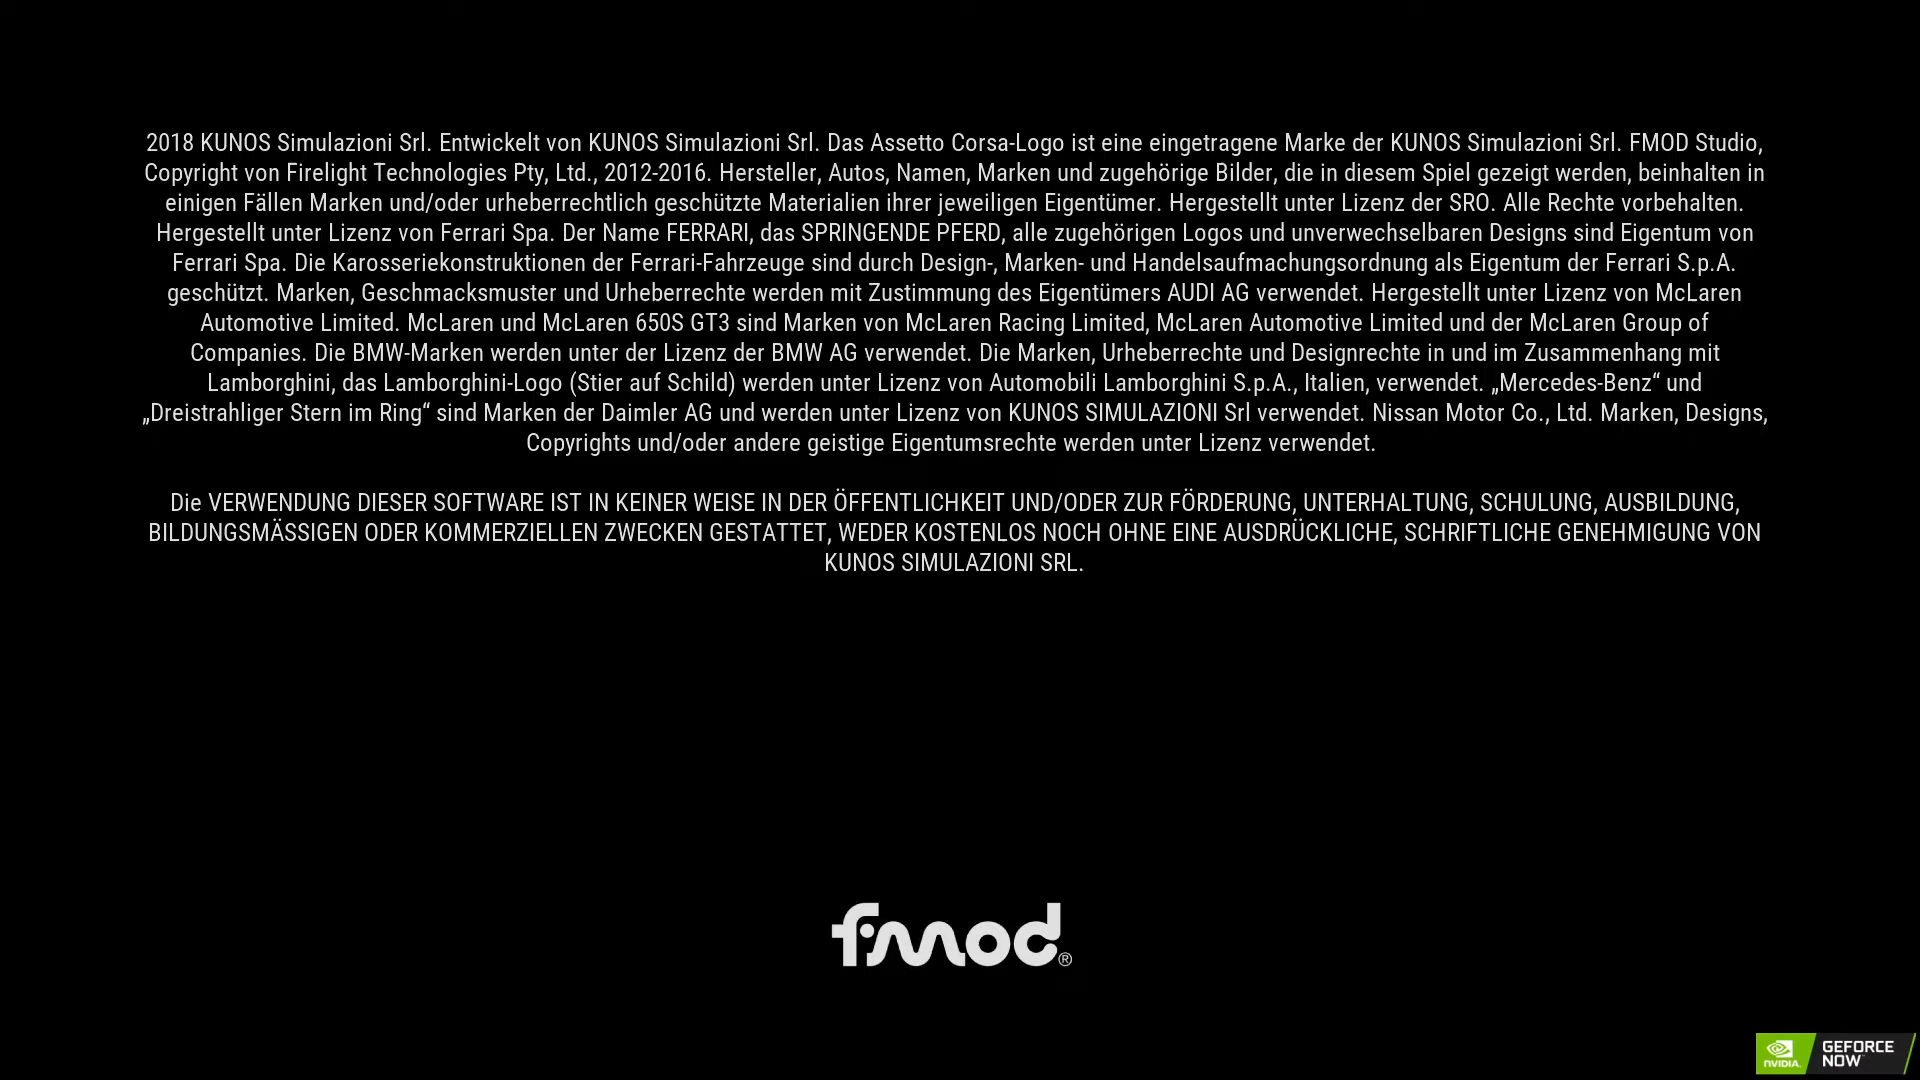 2018 KUNOS Simulazioni Srl. Entwickelt von KUNOS Simulazioni Srl. Das Assetto Corsa-Logo ist eine eingetragene Marke der KUNOS Simulazioni Srl. FMOD Studio,
Copyright von Firelight Technologies Pty, Ltd., 2012-2016. Hersteller, Autos, Namen, Marken und zugehörige Bilder, die in diesem Spiel gezeigt werden, beinhalten in
einigen Fällen Marken und/oder urheberrechtlich geschützte Materialien ihrer jeweiligen Eigentümer. Hergestellt unter Lizenz der SRO. Alle Rechte vorbehalten.
Hergestellt unter Lizenz von Ferrari Spa. Der Name FERRARI, das SPRINGENDE PFERD, alle zugehörigen Logos und unverwechselbaren Designs sind Eigentum von
Ferrari Spa. Die Karosseriekonstruktionen der Ferrari-Fahrzeuge sind durch Design-, Marken- und Handelsaufmachungsordnung als Eigentum der Ferrari S.p.A.
geschützt. Marken, Geschmacksmuster und Urheberrechte werden mit Zustimmung des Eigentümers AUDI AG verwendet. Hergestellt unter Lizenz von McLaren
Automotive Limited. McLaren und McLaren 650S GT3 sind Marken von McLaren Racing Limited, McLaren Automotive Limited und der McLaren Group of
Companies. Die BMW-Marken werden unter der Lizenz der BMW AG verwendet. Die Marken, Urheberrechte und Designrechte in und im Zusammenhang mit
Lamborghini, das Lamborghini-Logo (Stier auf Schild) werden unter Lizenz von Automobili Lamborghini S.p.A., Italien, verwendet. „Mercedes-Benz“ und
„Dreistrahliger Stern im Ring“ sind Marken der Daimler AG und werden unter Lizenz von KUNOS SIMULAZIONI Srl verwendet. Nissan Motor Co., Ltd. Marken, Designs,
Copyrights und/oder andere geistige Eigentumsrechte werden unter Lizenz verwendet.
Die VERWENDUNG DIESER SOFTWARE IST IN KEINER WEISE IN DER ÖFFENTLICHKEIT UND/ODER ZUR FÖRDERUNG, UNTERHALTUNG, SCHULUNG, AUSBILDUNG,
BILDUNGSMÄSSIGEN ODER KOMMERZIELLEN ZWECKEN GESTATTET, WEDER KOSTENLOS NOCH OHNE EINE AUSDRÜCKLICHE, SCHRIFTLICHE GENEHMIGUNG VON
KUNOS SIMULAZIONI SRL.
fmod®
NVIDIA. GEFORCE
NOW